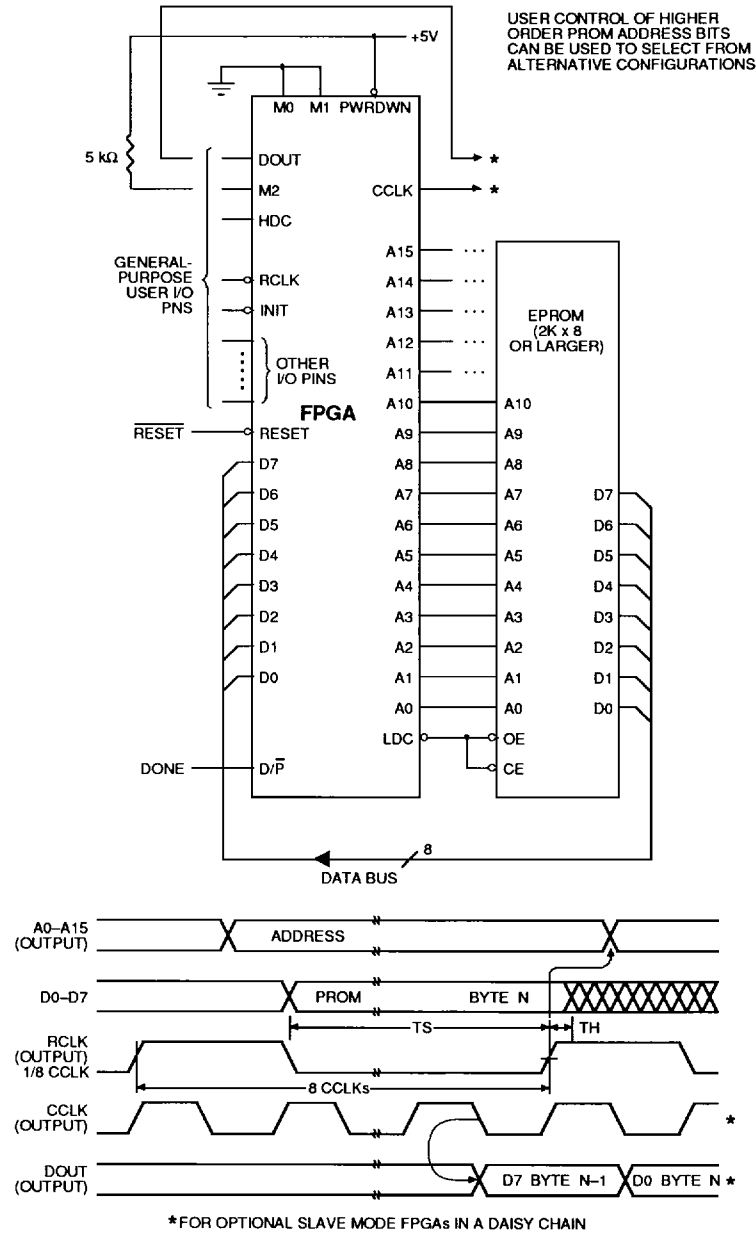 USER CONTROL OF HIGHER
ORDER PROM ADDRESS BITS
CAN BE USED TO SELECT FROM
ALTERNATIVE CONFIGURATIONS
+5V
M0 M1 PWRDWN
5 kΩ
DOUT
*
M2
CCLK
*
HDC
GENERAL-
PURPOSE
USER I/O
PNS
RCLK
INIT
OTHER
I/O PINS
FPGA
RESET
RESET
D7
D6
D5
D4
D3
D2
D1
D0
DONE
D/P̅
A15 ...
A14 ...
A13 ...
A12 ...
A11 ...
A10
A9
A8
A7
A6
A5
A4
A3
A2
A1
A0
LDC
EPROM
(2K x 8
OR LARGER)
A10
A9
A8
A7
A6
A5
A4
A3
A2
A1
A0
OE
CE
D7
D6
D5
D4
D3
D2
D1
D0
8
DATA BUS
A0–A15
(OUTPUT)
ADDRESS
D0–D7
PROM BYTE N
TS TH
RCLK
(OUTPUT)
1/8 CCLK
8 CCLKs
CCLK
(OUTPUT)
*
DOUT
(OUTPUT)
D7 BYTE N–1 D0 BYTE N *
*FOR OPTIONAL SLAVE MODE FPGAs IN A DAISY CHAIN